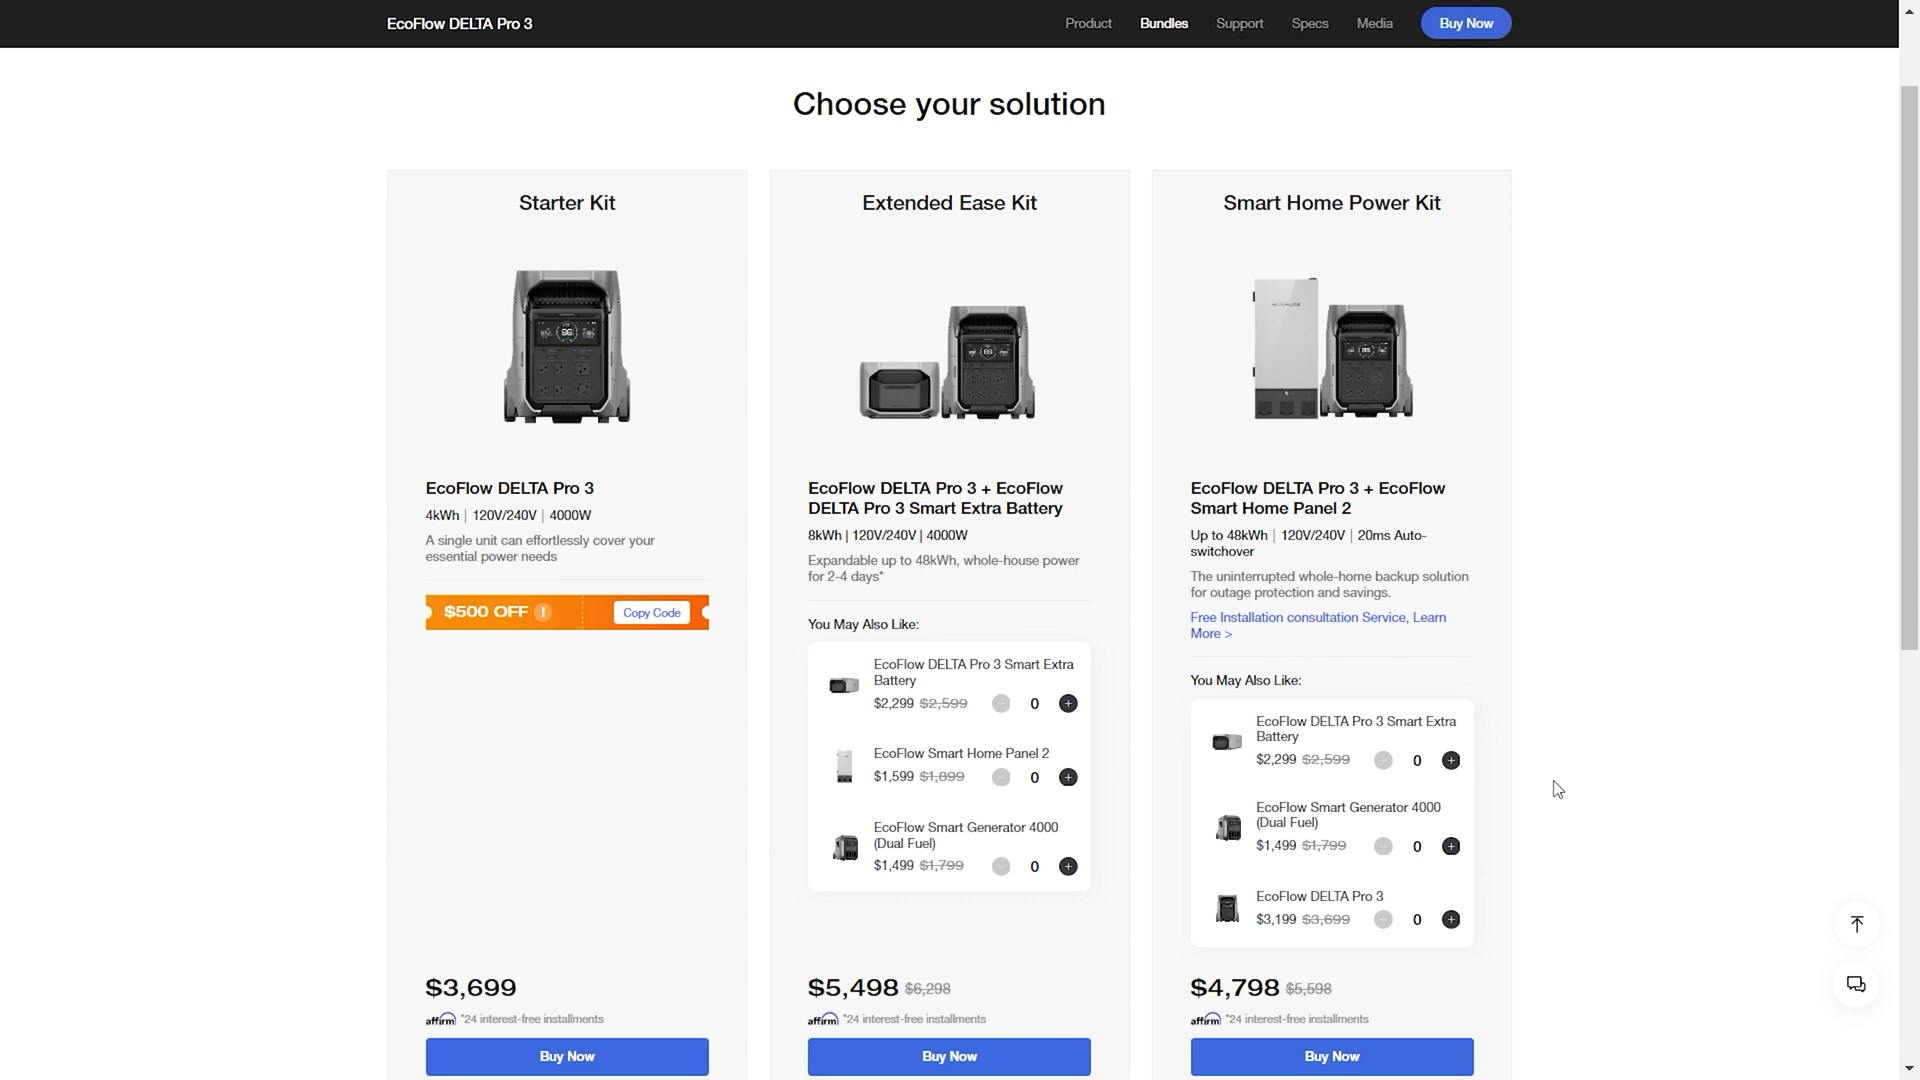 EcoFlow DELTA Pro 3
Product
Bundles
Support
Specs
Media
Buy Now
Choose your solution
Starter Kit
EcoFlow DELTA Pro 3
4kWh | 120V/240V | 4000W
A single unit can effortlessly cover your
essential power needs
$500 OFF !
Copy Code
$3,699
affirm *24 interest-free installments
Buy Now
Extended Ease Kit
EcoFlow DELTA Pro 3 + EcoFlow
DELTA Pro 3 Smart Extra Battery
8kWh | 120V/240V | 4000W
Expandable up to 48kWh, whole-house power
for 2-4 days*
You May Also Like:
EcoFlow DELTA Pro 3 Smart Extra
Battery
$2,299 $2,599 0
EcoFlow Smart Home Panel 2
$1,599 $1,899 0
EcoFlow Smart Generator 4000
(Dual Fuel)
$1,499 $1,799 0
$5,498 $6,298
affirm *24 interest-free installments
Buy Now
Smart Home Power Kit
ECOFLOW
EcoFlow DELTA Pro 3 + EcoFlow
Smart Home Panel 2
Up to 48kWh | 120V/240V | 20ms Auto-
switchover
The uninterrupted whole-home backup solution
for outage protection and savings.
Free Installation consultation Service, Learn
More >
You May Also Like:
EcoFlow DELTA Pro 3 Smart Extra
Battery
$2,299 $2,599 0
EcoFlow Smart Generator 4000
(Dual Fuel)
$1,499 $1,799 0
EcoFlow DELTA Pro 3
$3,199 $3,699 0
$4,798 $5,598
affirm *24 interest-free installments
Buy Now